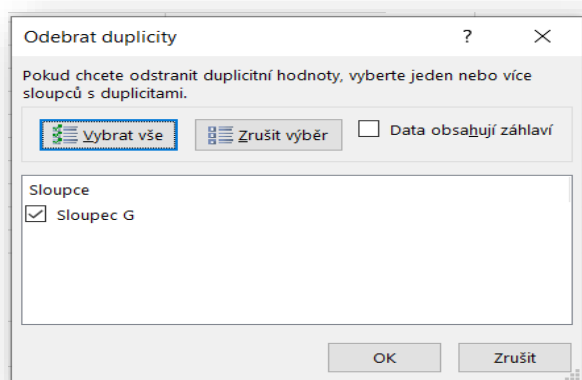 Odebrat duplicity
?
Pokud chcete odstranit duplicitní hodnoty, vyberte jeden nebo více
sloupců s duplicitami.
Vybrat vše
Zrušit výběr
Data obsahují záhlaví
Sloupce
Sloupec G
OK
Zrušit